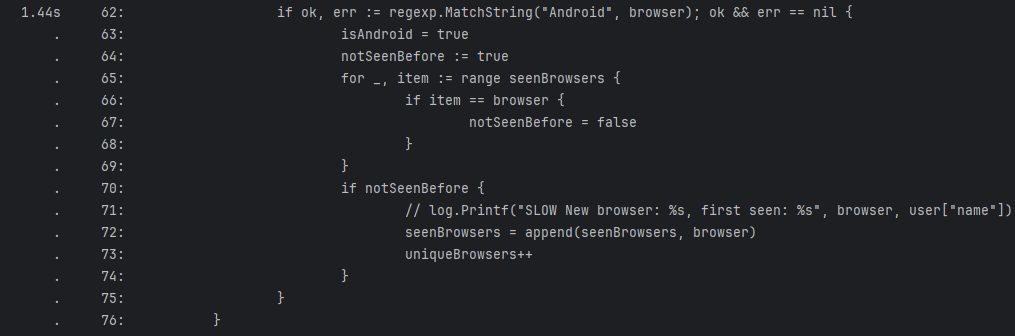 1.44s 62: if ok, err := regexp.MatchString("Android", browser); ok && err == nil {
. 63: isAndroid = true
. 64: notSeenBefore := true
. 65: for _, item := range seenBrowsers {
. 66: if item == browser {
. 67: notSeenBefore = false
. 68: }
. 69: }
. 70: if notSeenBefore {
. 71: // log.Printf("SLOW New browser: %s, first seen: %s", browser, user["name"])
. 72: seenBrowsers = append(seenBrowsers, browser)
. 73: uniqueBrowsers++
. 74: }
. 75: }
. 76: }